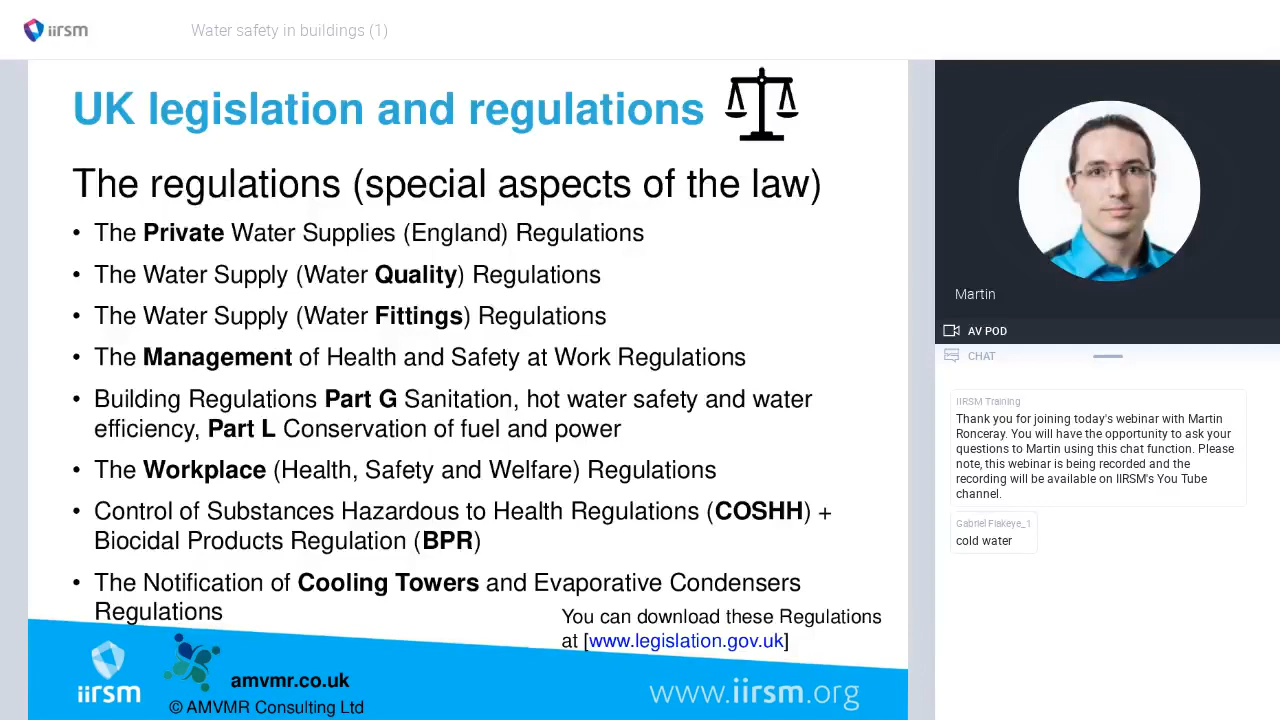 iirsm
Water safety in buildings (1)
UK legislation and regulations
The regulations (special aspects of the law)
• The Private Water Supplies (England) Regulations
• The Water Supply (Water Quality) Regulations
• The Water Supply (Water Fittings) Regulations
• The Management of Health and Safety at Work Regulations
• Building Regulations Part G Sanitation, hot water safety and water
efficiency, Part L Conservation of fuel and power
• The Workplace (Health, Safety and Welfare) Regulations
• Control of Substances Hazardous to Health Regulations (COSHH) +
Biocidal Products Regulation (BPR)
• The Notification of Cooling Towers and Evaporative Condensers
Regulations
You can download these Regulations
at [www.legislation.gov.uk]
iirsm
amvmr.co.uk
© AMVMR Consulting Ltd
www.iirsm.org
Martin
AV POD
CHAT
IIRSM Training
Thank you for joining today's webinar with Martin
Ronceray. You will have the opportunity to ask your
questions to Martin using this chat function. Please
note, this webinar is being recorded and the
recording will be available on IIRSM's You Tube
channel.
Gabriel Fiakeye_1
cold water